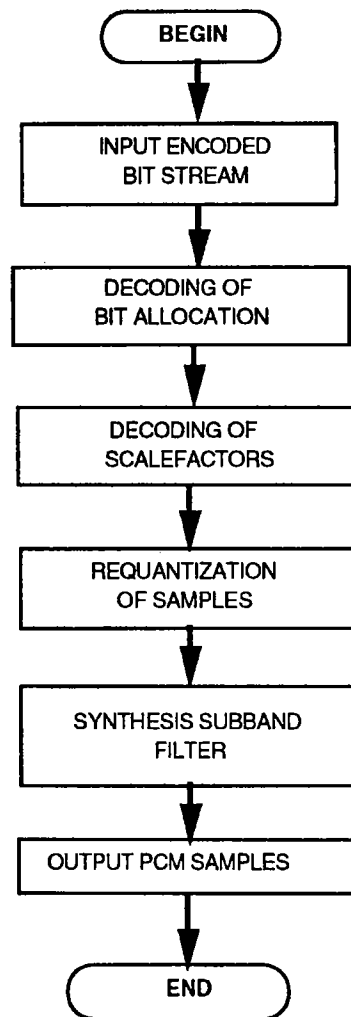 BEGIN
INPUT ENCODED
BIT STREAM
DECODING OF
BIT ALLOCATION
DECODING OF
SCALEFACTORS
REQUANTIZATION
OF SAMPLES
SYNTHESIS SUBBAND
FILTER
OUTPUT PCM SAMPLES
END